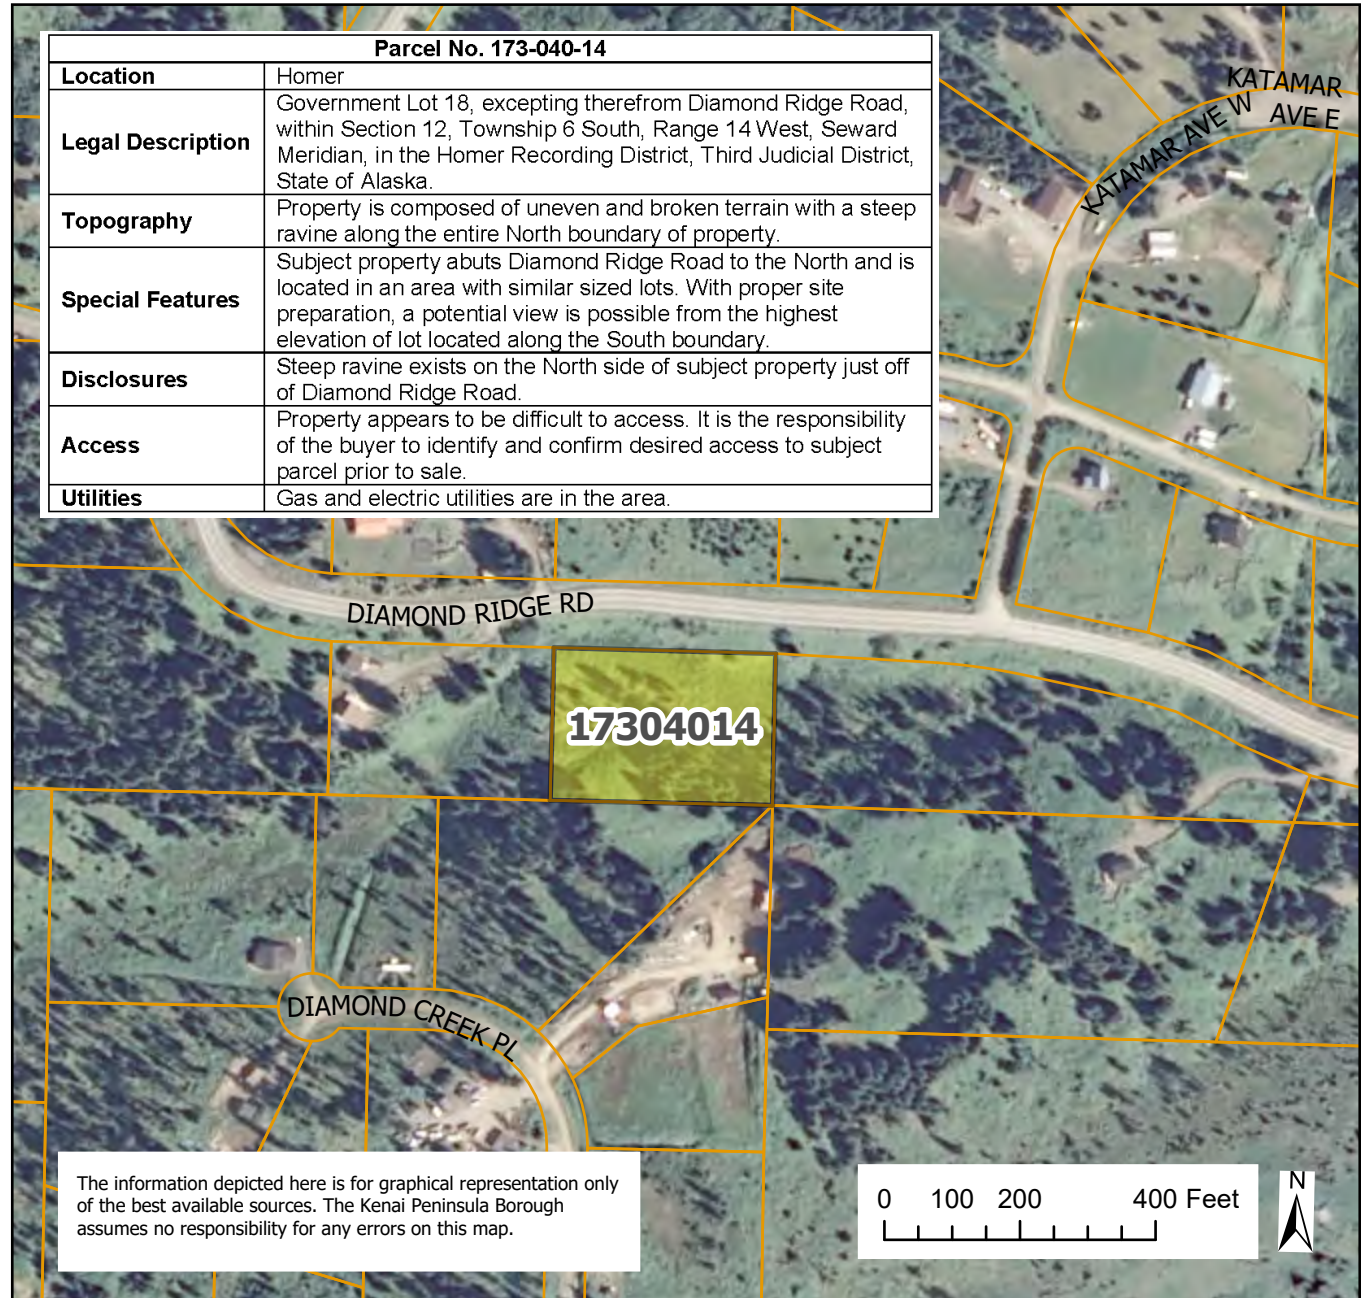 Parcel No. 173-040-14
Location Homer
Legal Description Government Lot 18, excepting therefrom Diamond Ridge Road,
within Section 12, Township 6 South, Range 14 West, Seward
Meridian, in the Homer Recording District, Third Judicial District,
State of Alaska.
Topography Property is composed of uneven and broken terrain with a steep
ravine along the entire North boundary of property.
Special Features Subject property abuts Diamond Ridge Road to the North and is
located in an area with similar sized lots. With proper site
preparation, a potential view is possible from the highest
elevation of lot located along the South boundary.
Disclosures Steep ravine exists on the North side of subject property just off
of Diamond Ridge Road.
Access Property appears to be difficult to access. It is the responsibility
of the buyer to identify and confirm desired access to subject
parcel prior to sale.
Utilities Gas and electric utilities are in the area.
KATAMAR
AVE E
KATAMAR AVE W
DIAMOND RIDGE RD
17304014
DIAMOND CREEK PL
The information depicted here is for graphical representation only
of the best available sources. The Kenai Peninsula Borough
assumes no responsibility for any errors on this map.
0 100 200 400 Feet
N